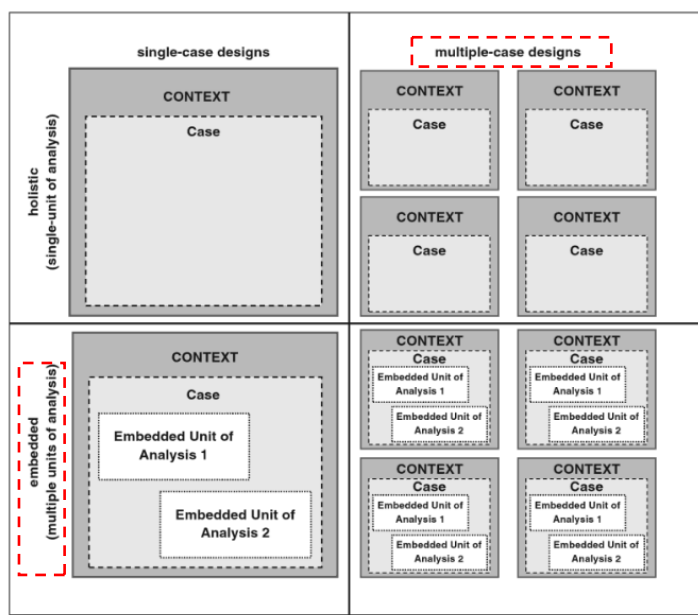 single-case designs
multiple-case designs
holistic
(single-unit of analysis)
CONTEXT
Case
CONTEXT
Case
CONTEXT
Case
CONTEXT
Case
CONTEXT
Case
embedded
(multiple units of analysis)
CONTEXT
Case
Embedded Unit of
Analysis 1
Embedded Unit of
Analysis 2
CONTEXT
Case
Embedded Unit of
Analysis 1
Embedded Unit of
Analysis 2
CONTEXT
Case
Embedded Unit of
Analysis 1
Embedded Unit of
Analysis 2
CONTEXT
Case
Embedded Unit of
Analysis 1
Embedded Unit of
Analysis 2
CONTEXT
Case
Embedded Unit of
Analysis 1
Embedded Unit of
Analysis 2